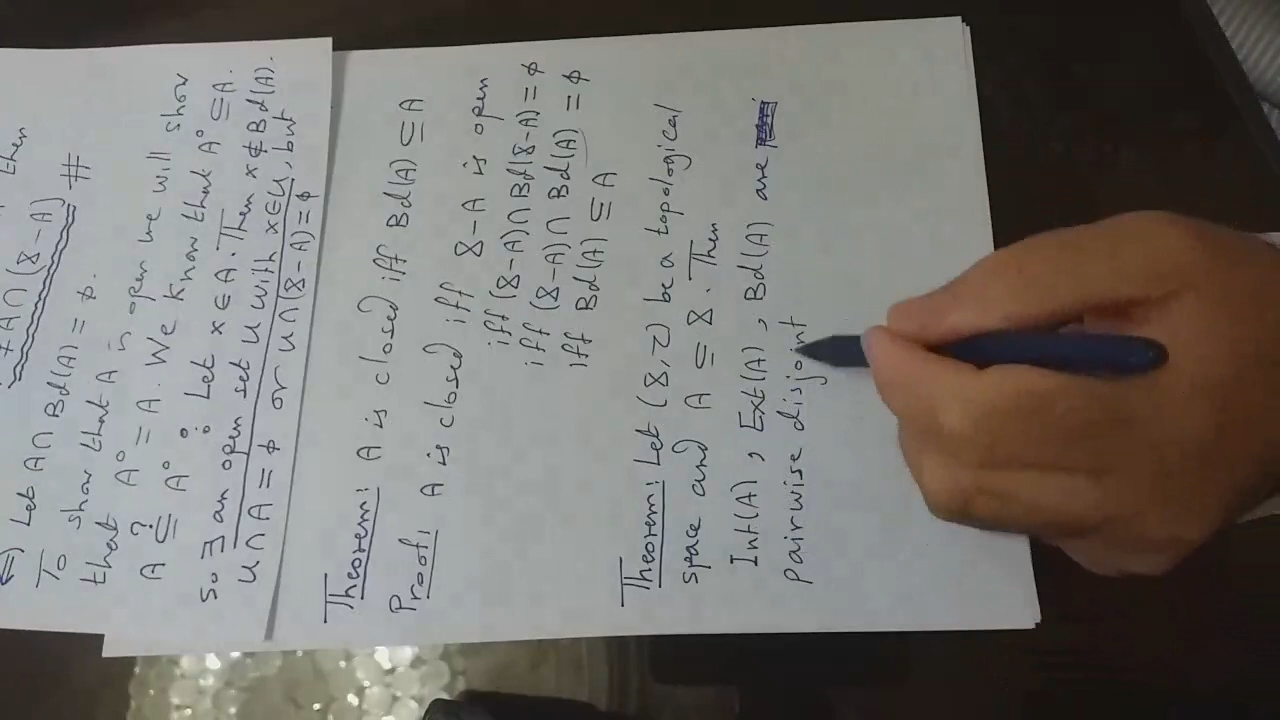 then
≠ A ∩ (X-A) #
⇐) Let A ∩ Bd(A) = ϕ.
To show that A is open we will show
that A° = A. We know that A° ⊆ A.
A ⊆? A° : Let x ∈ A. Then x ∉ Bd(A).
So ∃ an open set U with x ∈ U, but
U ∩ A = ϕ or U ∩ (X-A) = ϕ
Theorem: A is closed iff Bd(A) ⊆ A
Proof: A is closed iff X-A is open
iff (X-A) ∩ Bd(X-A) = ϕ
iff (X-A) ∩ Bd(A) = ϕ
iff Bd(A) ⊆ A
Theorem: Let (X, τ) be a topological
space and A ⊆ X. Then
Int(A), Ext(A), Bd(A) are
pairwise disjoint